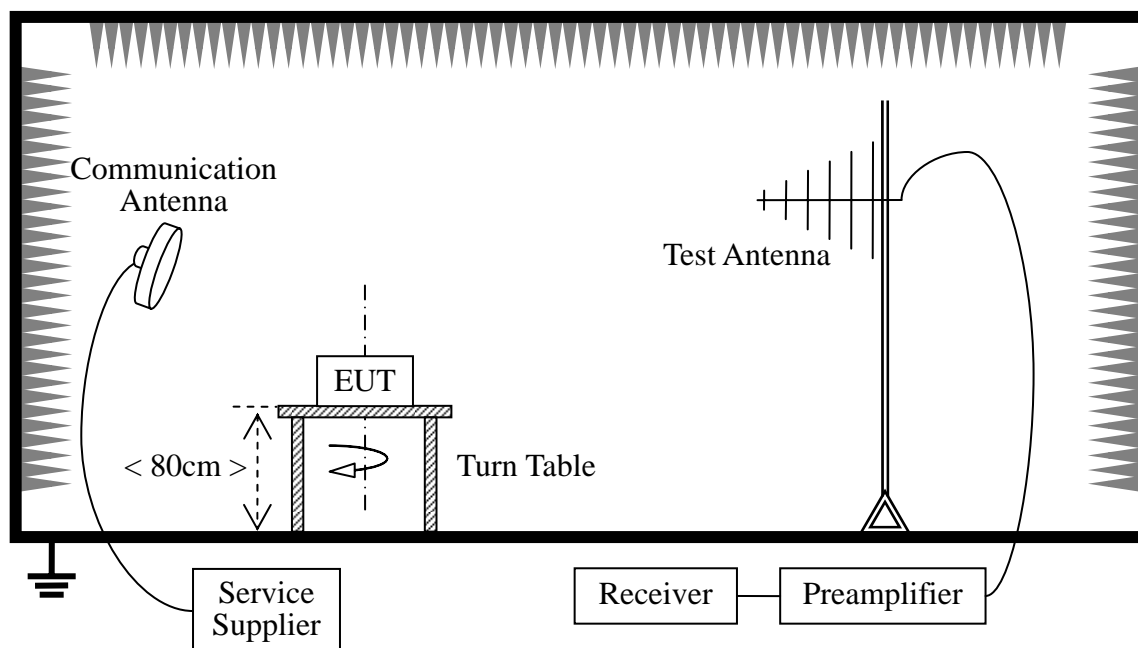 Communication
Antenna
Test Antenna
EUT
< 80cm >
Turn Table
Service
Supplier
Receiver
Preamplifier